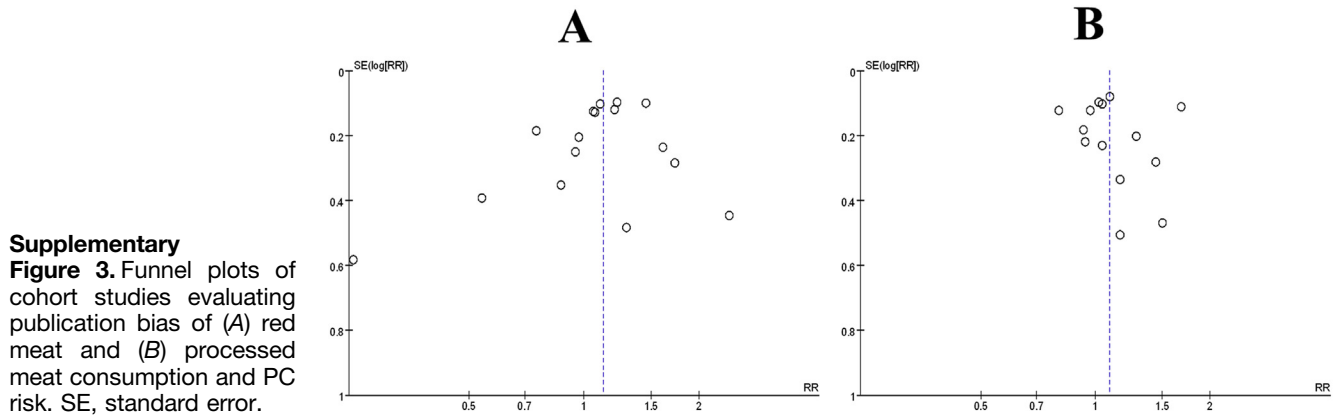 A
B
SE(log[RR])
0
0.2
0.4
0.6
0.8
1
0.5
0.7
1
1.5
2
RR
SE(log[RR])
0
0.2
0.4
0.6
0.8
1
0.5
0.7
1
1.5
2
RR
Supplementary
Figure 3. Funnel plots of
cohort studies evaluating
publication bias of (A) red
meat and (B) processed
meat consumption and PC
risk. SE, standard error.